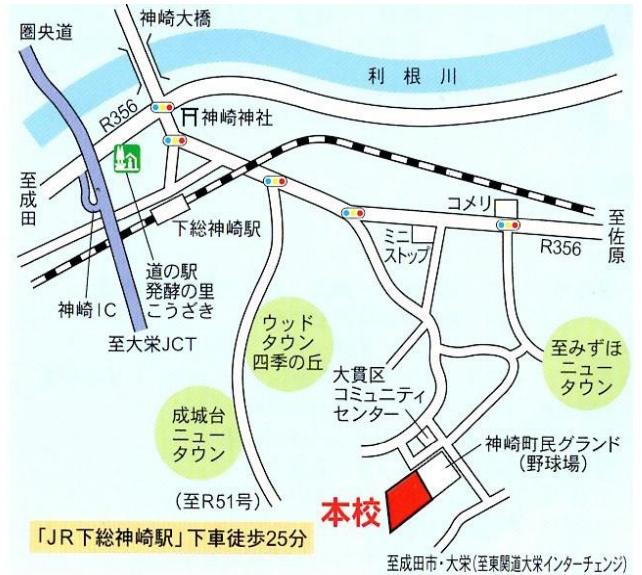 圏央道
神崎大橋
利根川
R356
神崎神社
至成田
下総神崎駅
コメリ
至佐原
ミニ
ストップ
R356
道の駅
発酵の里
こうざき
神崎IC
至大栄JCT
ウッド
タウン
四季の丘
大貫区
コミュニティ
センター
至みずほ
ニュー
タウン
成城台
ニュー
タウン
神崎町民グランド
(野球場)
(至R51号)
本校
「JR下総神崎駅」下車徒歩25分
至成田市・大栄(至東関道大栄インターチェンジ)